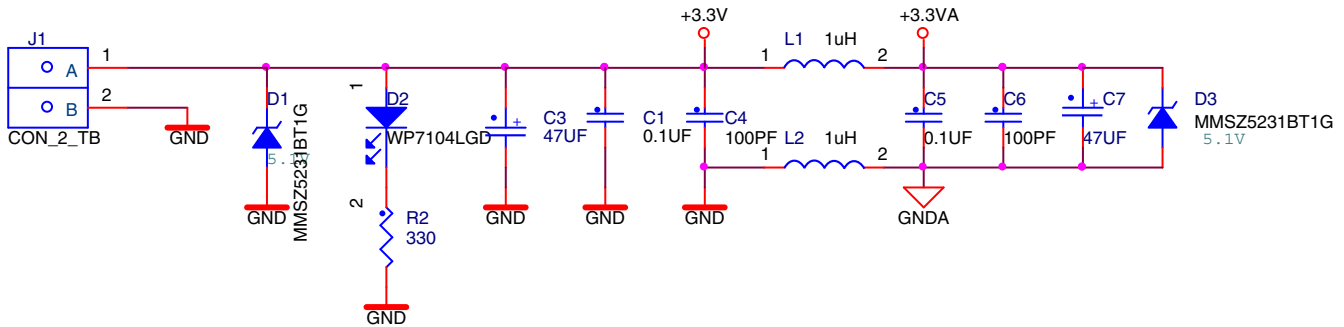 +3.3V
+3.3VA
J1
1
A
2
B
CON_2_TB
GND
D1
5.1V
MMSZ5231BT1G
GND
1
D2
WP7104LGD
2
R2
330
GND
+
C3
47UF
GND
C1
0.1UF
GND
C4
100PF
GND
1
L1
1uH
2
1
L2
1uH
2
C5
0.1UF
GNDA
C6
100PF
+
C7
47UF
D3
MMSZ5231BT1G
5.1V